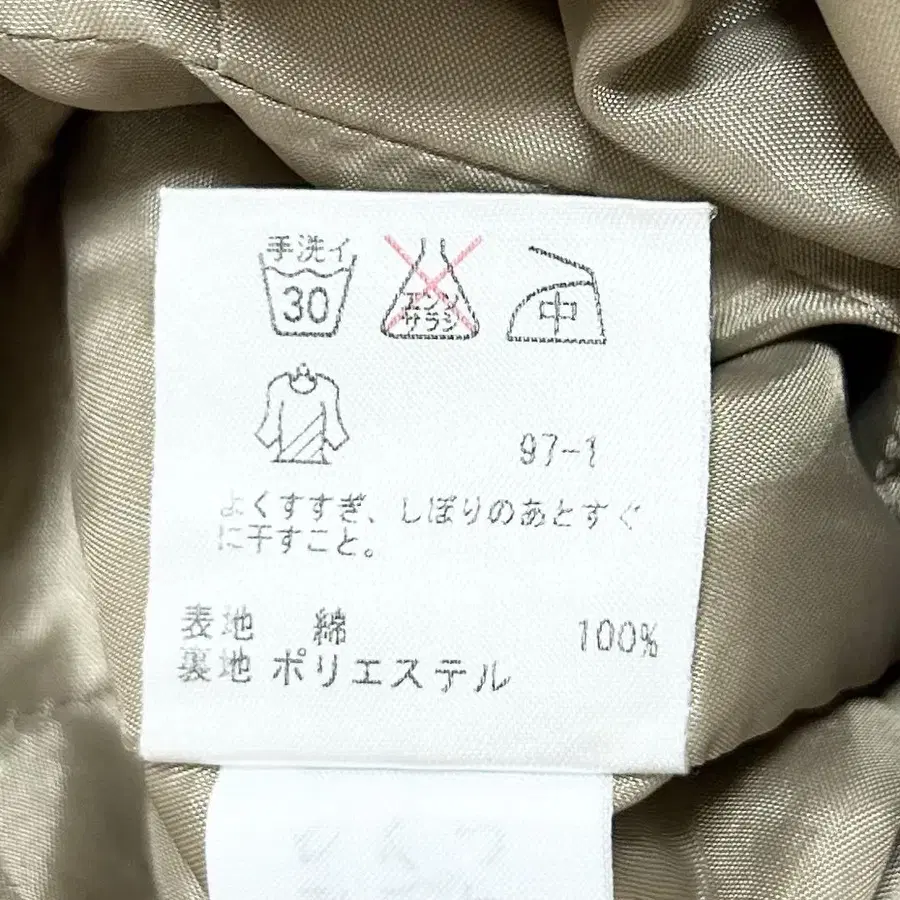 手洗イ
30
エンソ
サラシ
中
97-1
よくすすぎ、しぼりのあとすぐ
に干すこと。
表地 綿 100%
裏地 ポリエステル